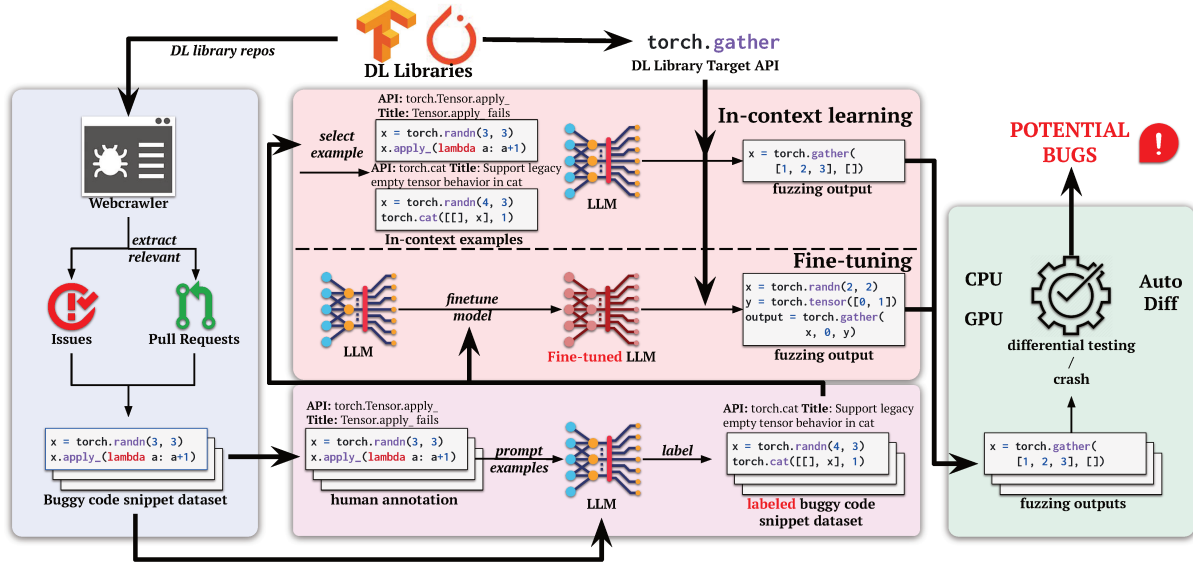 DL library repos
DL Libraries
torch.gather
DL Library Target API
Webcrawler
extract
relevant
Issues
Pull Requests
x = torch.randn(3, 3)
x.apply_(lambda a: a+1)
Buggy code snippet dataset
select
example
API: torch.Tensor.apply_
Title: Tensor.apply_ fails
x = torch.randn(3, 3)
x.apply_(lambda a: a+1)
API: torch.cat Title: Support legacy
empty tensor behavior in cat
x = torch.randn(4, 3)
torch.cat([[], x], 1)
In-context examples
LLM
In-context learning
x = torch.gather(
[1, 2, 3], [])
fuzzing output
Fine-tuning
LLM
finetune
model
Fine-tuned LLM
x = torch.randn(2, 2)
y = torch.tensor([0, 1])
output = torch.gather(
x, 0, y)
fuzzing output
API: torch.Tensor.apply_
Title: Tensor.apply_ fails
x = torch.randn(3, 3)
x.apply_(lambda a: a+1)
human annotation
prompt
examples
LLM
label
API: torch.cat Title: Support legacy
empty tensor behavior in cat
x = torch.randn(4, 3)
torch.cat([[], x], 1)
labeled buggy code
snippet dataset
POTENTIAL
BUGS
!
CPU
GPU
Auto
Diff
differential testing
/
crash
x = torch.gather(
[1, 2, 3], [])
fuzzing outputs